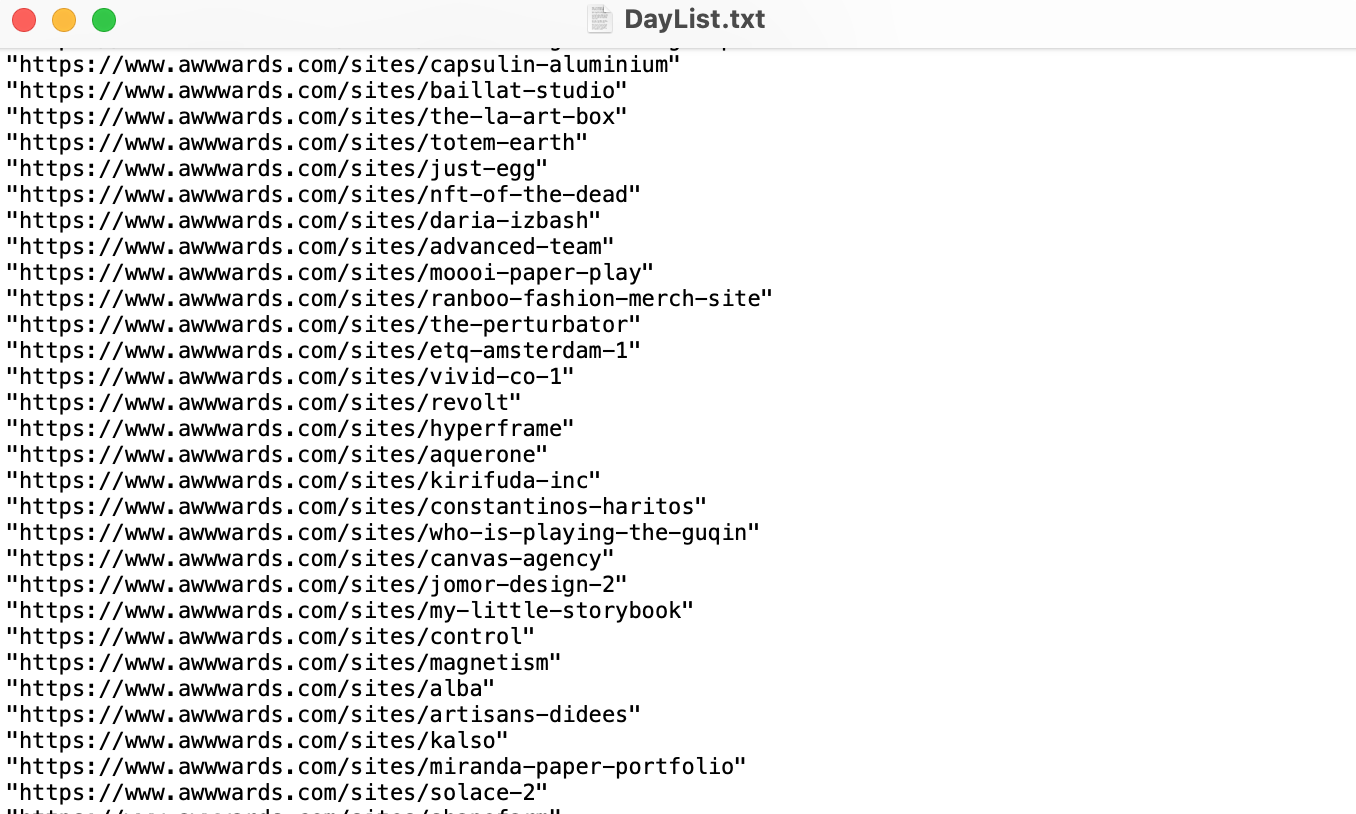 DayList.txt
"https://www.awwwards.com/sites/capsulin-aluminium"
"https://www.awwwards.com/sites/baillat-studio"
"https://www.awwwards.com/sites/the-la-art-box"
"https://www.awwwards.com/sites/totem-earth"
"https://www.awwwards.com/sites/just-egg"
"https://www.awwwards.com/sites/nft-of-the-dead"
"https://www.awwwards.com/sites/daria-izbash"
"https://www.awwwards.com/sites/advanced-team"
"https://www.awwwards.com/sites/moooi-paper-play"
"https://www.awwwards.com/sites/ranboo-fashion-merch-site"
"https://www.awwwards.com/sites/the-perturbator"
"https://www.awwwards.com/sites/etq-amsterdam-1"
"https://www.awwwards.com/sites/vivid-co-1"
"https://www.awwwards.com/sites/revolt"
"https://www.awwwards.com/sites/hyperframe"
"https://www.awwwards.com/sites/aquerone"
"https://www.awwwards.com/sites/kirifuda-inc"
"https://www.awwwards.com/sites/constantinos-haritos"
"https://www.awwwards.com/sites/who-is-playing-the-guqin"
"https://www.awwwards.com/sites/canvas-agency"
"https://www.awwwards.com/sites/jomor-design-2"
"https://www.awwwards.com/sites/my-little-storybook"
"https://www.awwwards.com/sites/control"
"https://www.awwwards.com/sites/magnetism"
"https://www.awwwards.com/sites/alba"
"https://www.awwwards.com/sites/artisans-didees"
"https://www.awwwards.com/sites/kalso"
"https://www.awwwards.com/sites/miranda-paper-portfolio"
"https://www.awwwards.com/sites/solace-2"